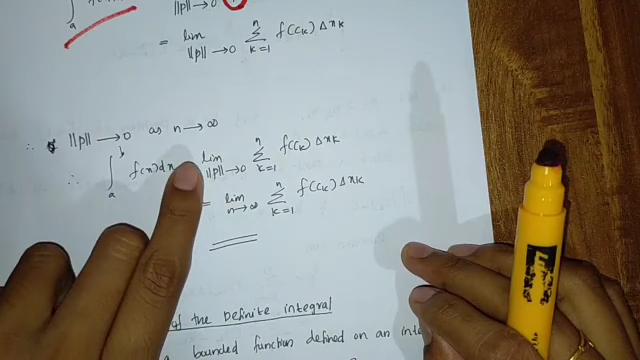 ||p|| → 0
= lim ||p||→0 n Σ k=1 f(ck) Δxk
∴ ||p|| → 0 as n → ∞
∴ ∫ b a f(x)dx lim ||p||→0 n Σ k=1 f(ck) Δxk
= lim n→∞ n Σ k=1 f(ck) Δxk
of the Definite integral
bounded function defined on an